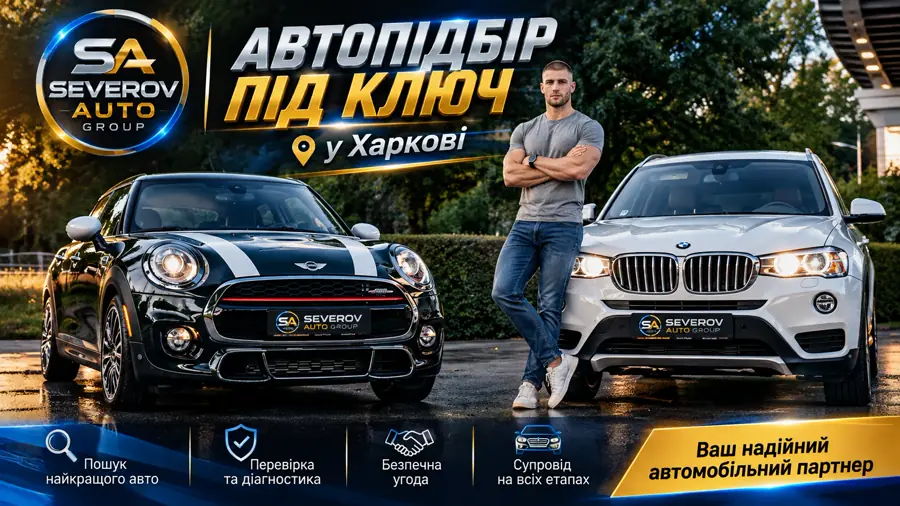 SA
SEVEROV
AUTO
GROUP
АВТОПІДБІР
ПІД КЛЮЧ
у Харкові
SA SEVEROV
AUTO GROUP
SA SEVEROV
AUTO GROUP
Пошук
найкращого авто
Перевірка
та діагностика
Безпечна
угода
Супровід
на всіх етапах
Ваш надійний
автомобільний партнер